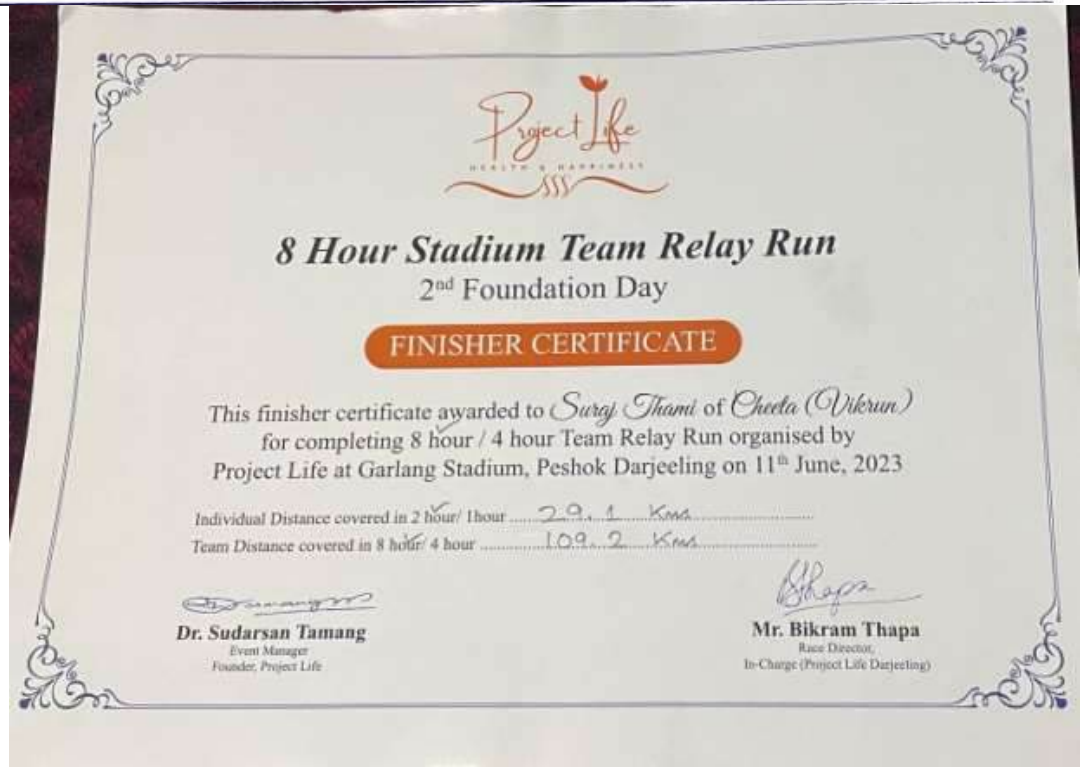 Project Life
HEALTH & HAPPINESS
8 Hour Stadium Team Relay Run
2nd Foundation Day
FINISHER CERTIFICATE
This finisher certificate awarded to Suraj Thami of Cheeta (Vikrun)
for completing 8 hour / 4 hour Team Relay Run organised by
Project Life at Garlang Stadium, Peshok Darjeeling on 11th June, 2023
Individual Distance covered in 2 hour/ 1hour ..... 29.1 Kms .....
Team Distance covered in 8 hour/ 4 hour ..... 109.2 Kms .....
Dr. Sudarsan Tamang
Event Manager
Founder, Project Life
Thapa
Mr. Bikram Thapa
Race Director,
In-Charge (Project Life Darjeeling)